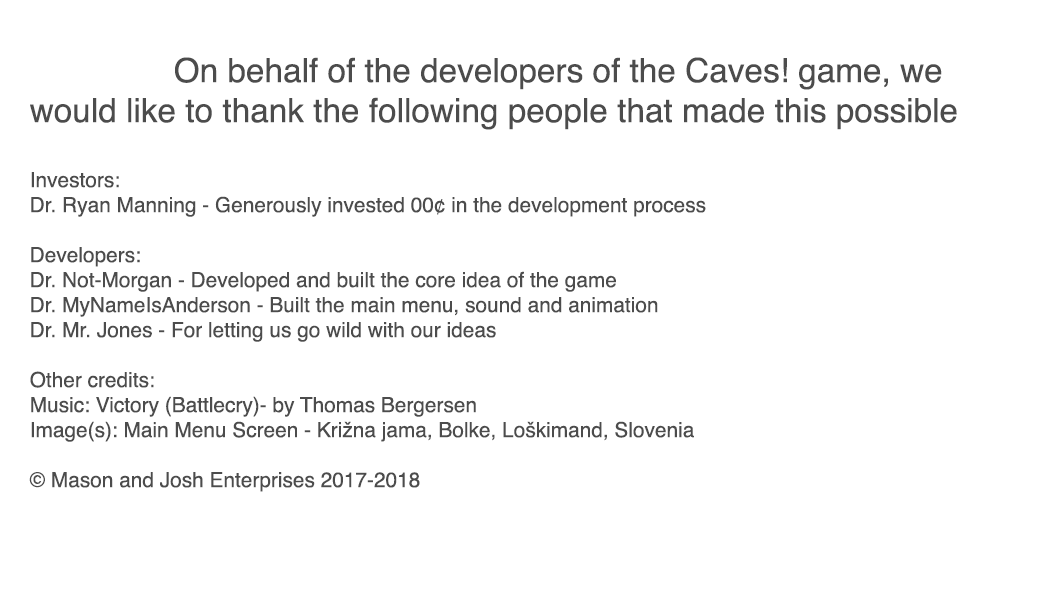 On behalf of the developers of the Caves! game, we
would like to thank the following people that made this possible
Investors:
Dr. Ryan Manning - Generously invested 00¢ in the development process
Developers:
Dr. Not-Morgan - Developed and built the core idea of the game
Dr. MyNameIsAnderson - Built the main menu, sound and animation
Dr. Mr. Jones - For letting us go wild with our ideas
Other credits:
Music: Victory (Battlecry)- by Thomas Bergersen
Image(s): Main Menu Screen - Križna jama, Bolke, Loškimand, Slovenia
© Mason and Josh Enterprises 2017-2018